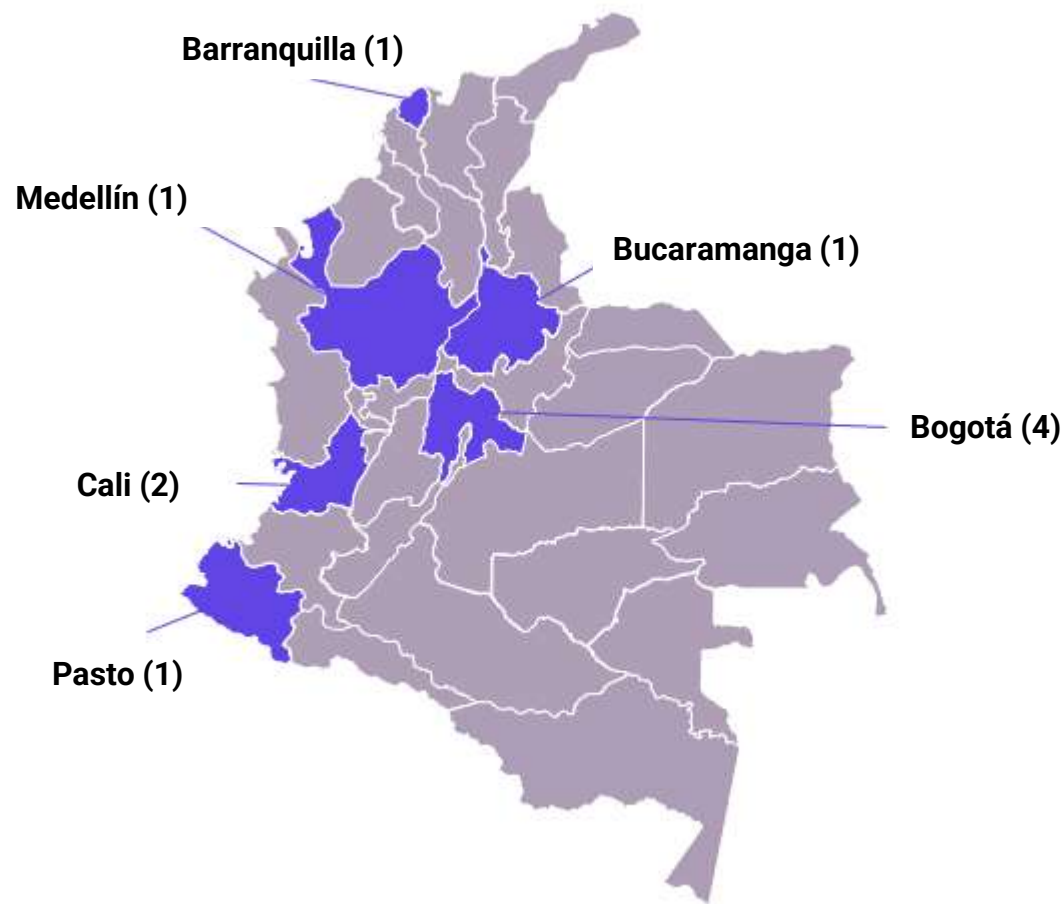 Barranquilla (1)
Medellín (1)
Bucaramanga (1)
Bogotá (4)
Cali (2)
Pasto (1)